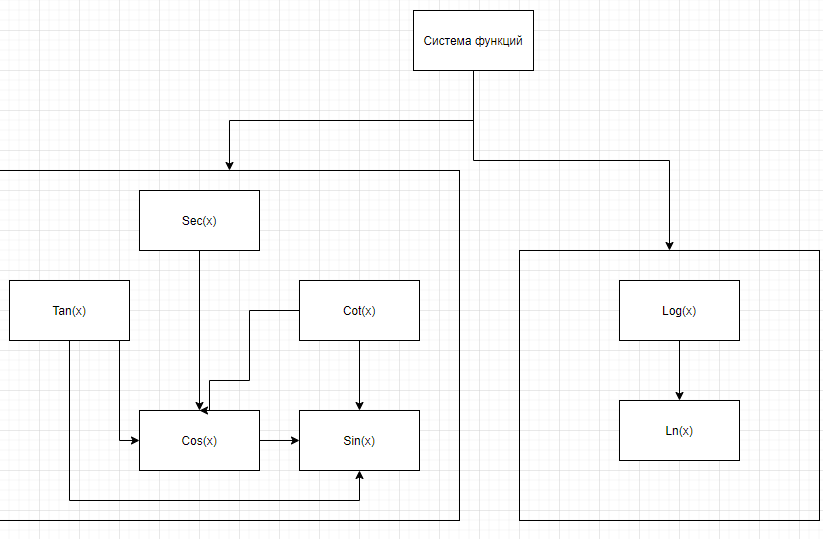 Система функций
Sec(x)
Tan(x)
Cot(x)
Log(x)
Cos(x)
Sin(x)
Ln(x)